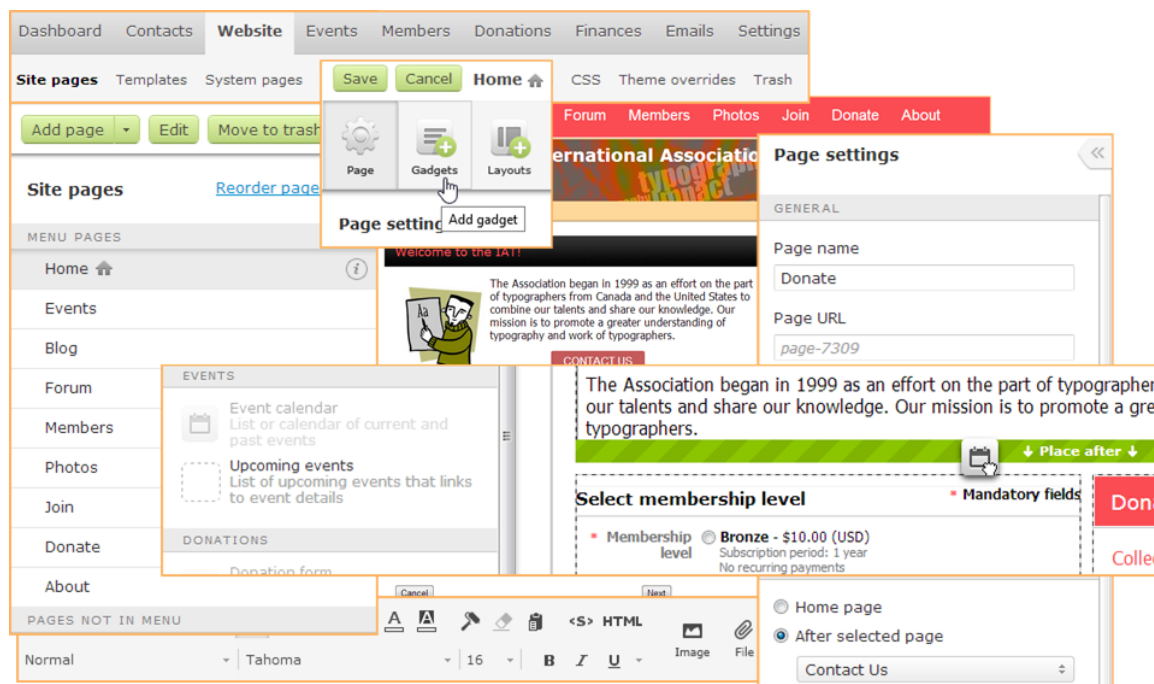 Dashboard Contacts Website Events Members Donations Finances Emails Settings
Site pages Templates System pages
CSS Theme overrides Trash
Save Cancel Home
Page Gadgets Layouts
Add gadget
Page
Add page Edit Move to trash
Site pages
MENU PAGES
Home
Events
Blog
Forum
Members
Photos
Join
Donate
About
PAGES NOT IN MENU
Forum Members Photos Join Donate About
Welcome to the IAT!
The Association began in 1999 as an effort on the part
of typographers from Canada and the United States to
combine our talents and share our knowledge. Our
mission is to promote a greater understanding of
typography and work of typographers.
CONTACT US
Page settings
GENERAL
Page name
Donate
Page URL
page-7309
EVENTS
Event calendar
List or calendar of current and
past events
Upcoming events
List of upcoming events that links
to event details
DONATIONS
Donation form
The Association began in 1999 as an effort on the part of
our talents and share our knowledge. Our mission is to promote a
typographers.
Place after
Select membership level
* Mandatory fields
* Membership level
Bronze - $10.00 (USD)
Subscription period: 1 year
No recurring payments
Cancel Next
A A <S> HTML
Image File
Normal Tahoma 16 B I U
Home page
After selected page
Contact Us